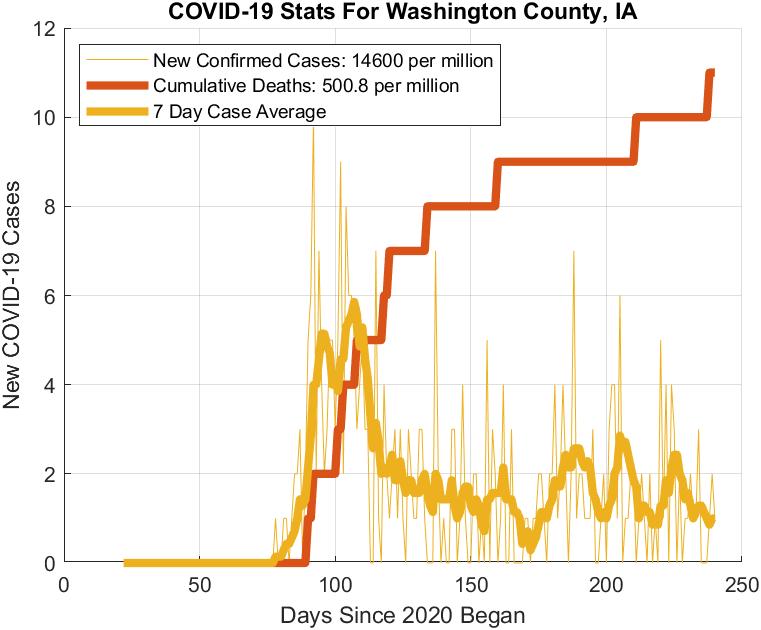 COVID-19 Stats For Washington County, IA
New Confirmed Cases: 14600 per million
Cumulative Deaths: 500.8 per million
7 Day Case Average
New COVID-19 Cases
12
10
8
6
4
2
0
0 50 100 150 200 250
Days Since 2020 Began